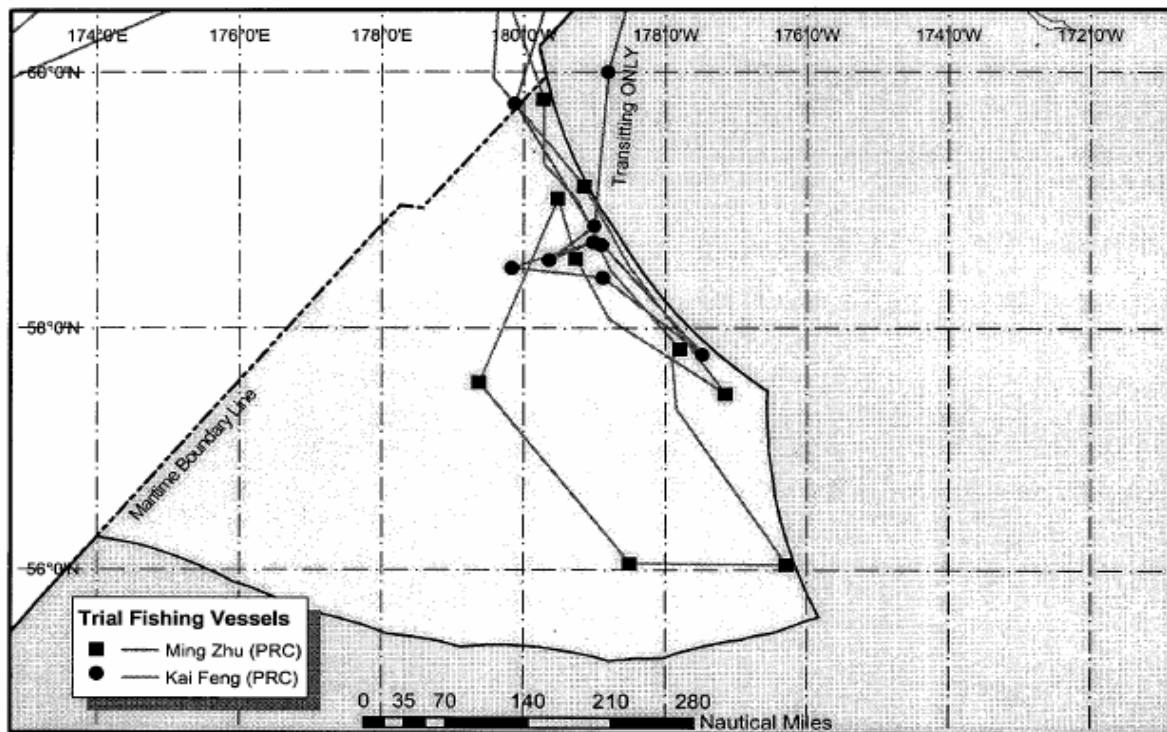 174°0'E 176°0'E 178°0'E 180°0'W 178°0'W 176°0'W 174°0'W 172°0'W
60°0'N
Transitting ONLY
58°0'N
Maritime Boundary Line
56°0'N
Trial Fishing Vessels
Ming Zhu (PRC)
Kai Feng (PRC)
0 35 70 140 210 280
Nautical Miles